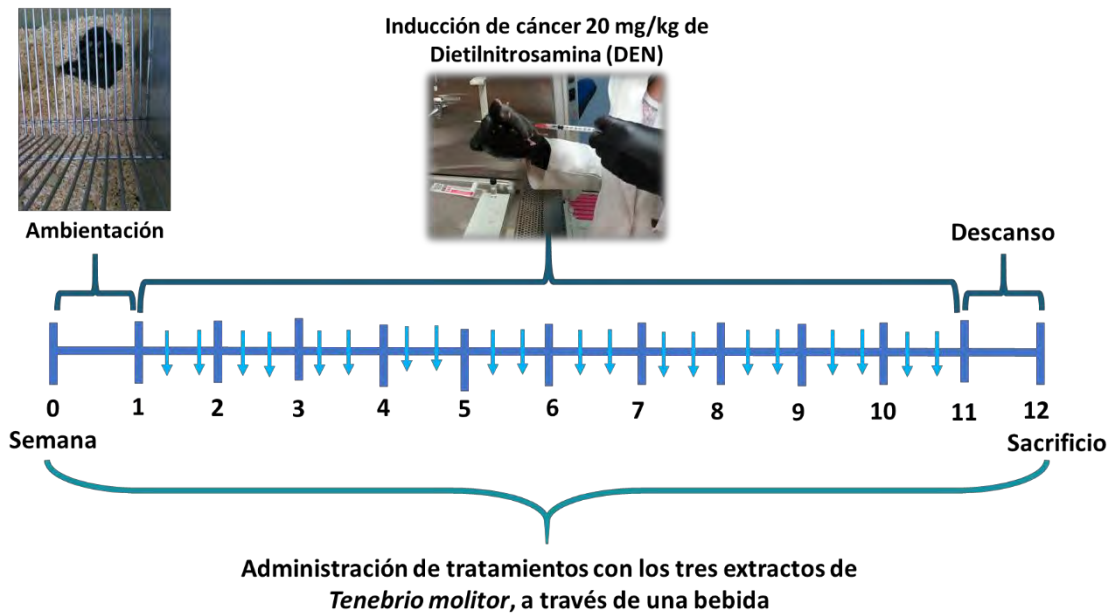 Inducción de cáncer 20 mg/kg de
Dietilnitrosamina (DEN)
Ambientación
Descanso
0 1 2 3 4 5 6 7 8 9 10 11 12
Semana
Sacrificio
Administración de tratamientos con los tres extractos de
Tenebrio molitor, a través de una bebida